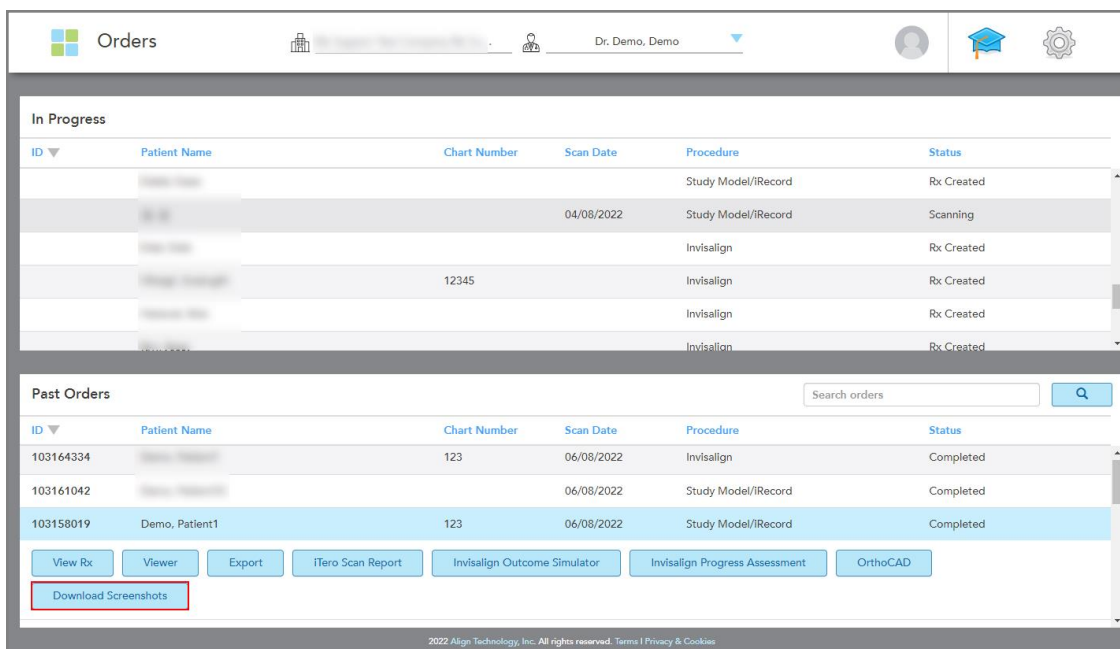 Orders Dr. Demo, Demo
In Progress
ID Patient Name Chart Number Scan Date Procedure Status
Study Model/iRecord Rx Created
04/08/2022 Study Model/iRecord Scanning
Invisalign Rx Created
12345 Invisalign Rx Created
Invisalign Rx Created
Invisalign Rx Created
Past Orders Search orders
ID Patient Name Chart Number Scan Date Procedure Status
103164334 123 06/08/2022 Invisalign Completed
103161042 06/08/2022 Study Model/iRecord Completed
103158019 Demo, Patient1 123 06/08/2022 Study Model/iRecord Completed
View Rx Viewer Export iTero Scan Report Invisalign Outcome Simulator Invisalign Progress Assessment OrthoCAD
Download Screenshots
2022 Align Technology, Inc. All rights reserved. Terms | Privacy & Cookies